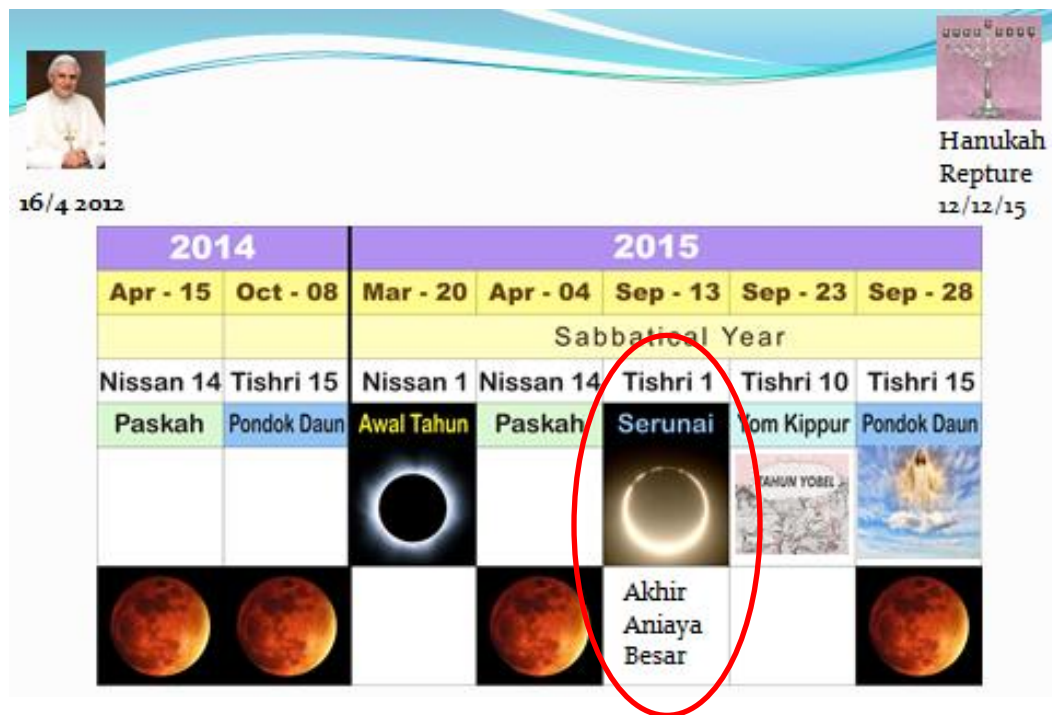 16/4 2012
Hanukah
Repture
12/12/15
2014 2015
Apr - 15 Oct - 08 Mar - 20 Apr - 04 Sep - 13 Sep - 23 Sep - 28
Sabbatical Year
Nissan 14 Tishri 15 Nissan 1 Nissan 14 Tishri 1 Tishri 10 Tishri 15
Paskah Pondok Daun Awal Tahun Paskah Serunai Yom Kippur Pondok Daun
TAHUN YOBEL
Akhir
Aniaya
Besar